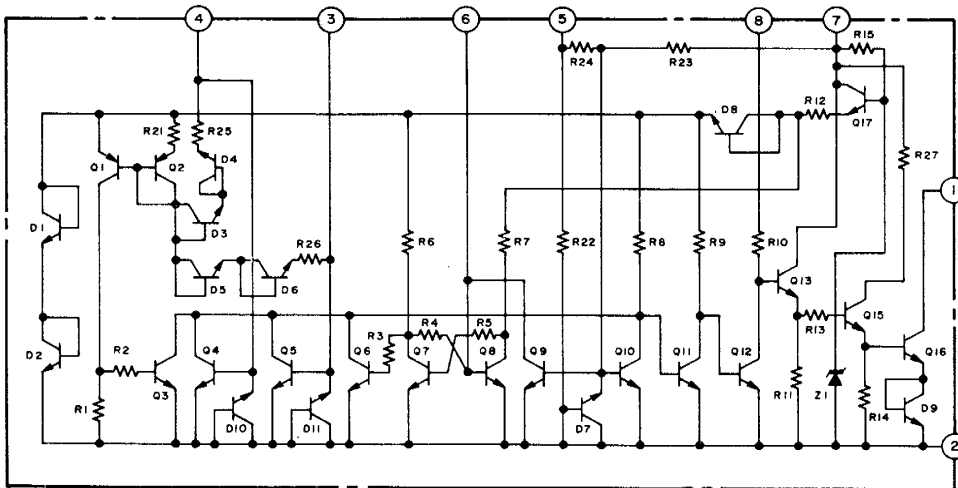 4 3 6 5 8 7
R15
R24 R23
D8 R12
Q17
R21 R25
D4
Q1 Q2
R27
1
D3
D1
R6 R7 R22 R8 R9 R10
R26
D5 D6
Q13
R4 R5
R3
R13
Q15
D2
R2
Q4 Q5 Q6 Q7 Q8 Q9 Q10 Q11 Q12
Q16
Q3
R1
R11
Z1
R14
D9
D10 D11 D7
2